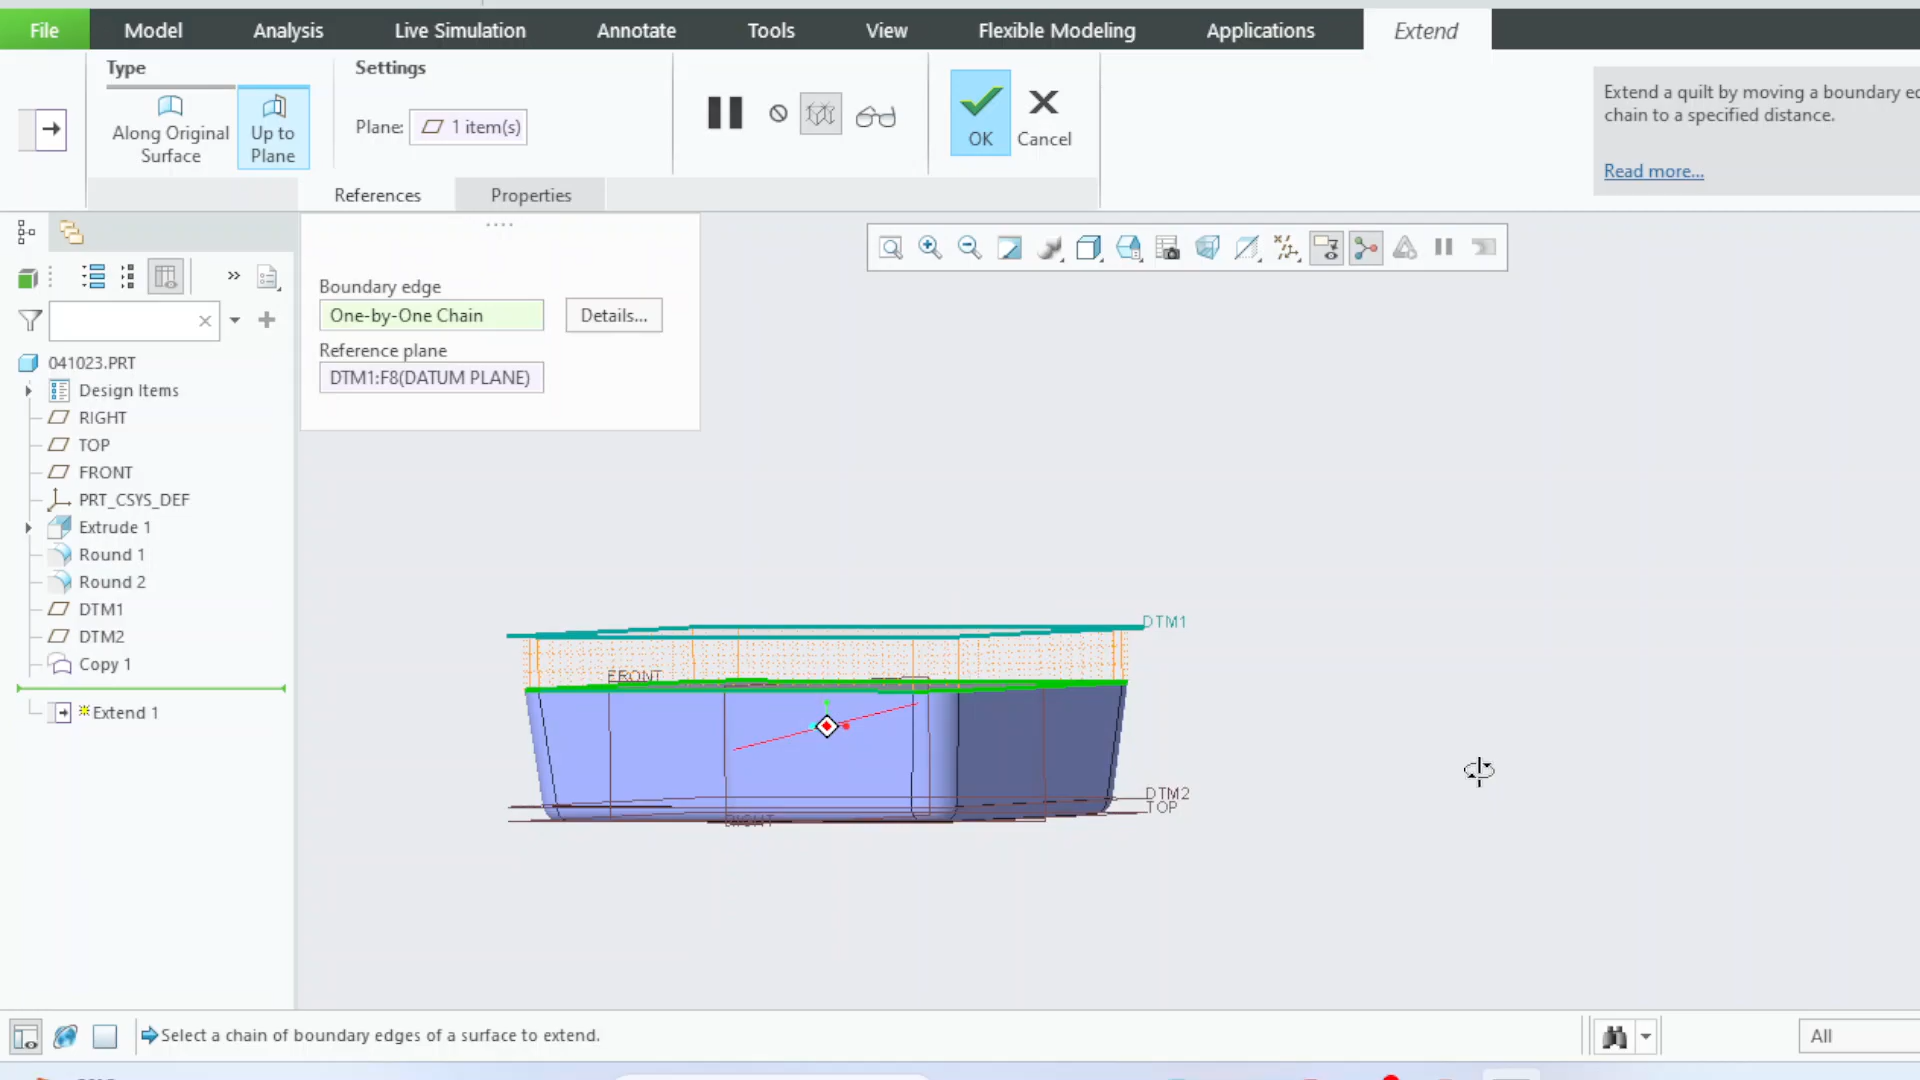 File Model Analysis Live Simulation Annotate Tools View Flexible Modeling Applications Extend
Type Settings
Along Original
Surface
Up to
Plane
Plane: 1 item(s)
OK Cancel
Extend a quilt by moving a boundary e
chain to a specified distance.
Read more...
References Properties
Boundary edge
One-by-One Chain Details...
Reference plane
DTM1:F8(DATUM PLANE)
041023.PRT
Design Items
RIGHT
TOP
FRONT
PRT_CSYS_DEF
Extrude 1
Round 1
Round 2
DTM1
DTM2
Copy 1
Extend 1
DTM1
FRONT
DTM2
TOP
RIGHT
Select a chain of boundary edges of a surface to extend.
All